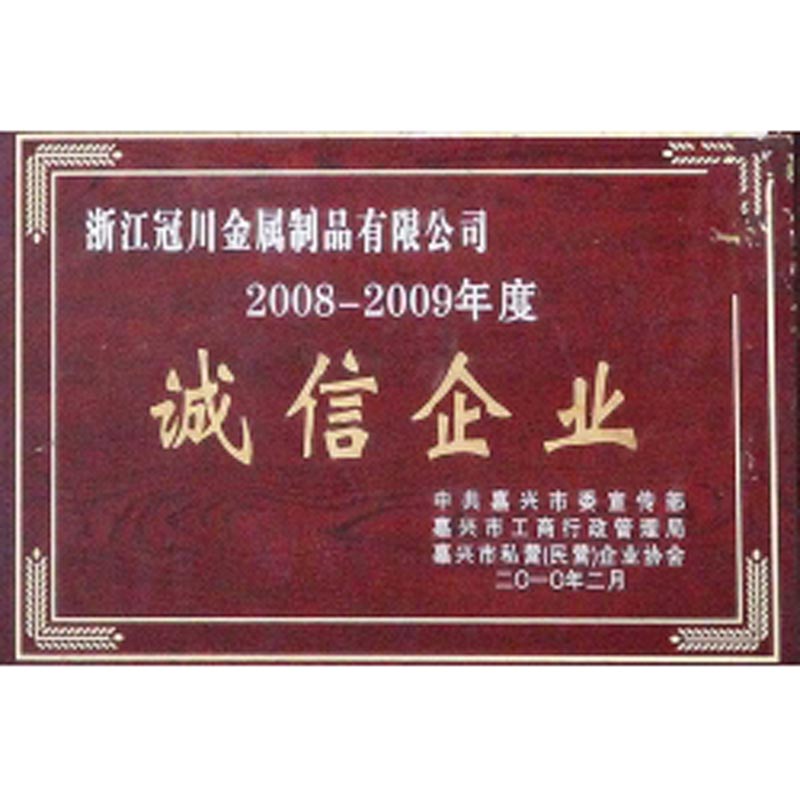 浙江冠川金属制品有限公司
2008-2009年度
诚信企业
中共嘉兴市委宣传部
嘉兴市工商行政管理局
嘉兴市私营(民营)企业协会
二〇一〇年二月